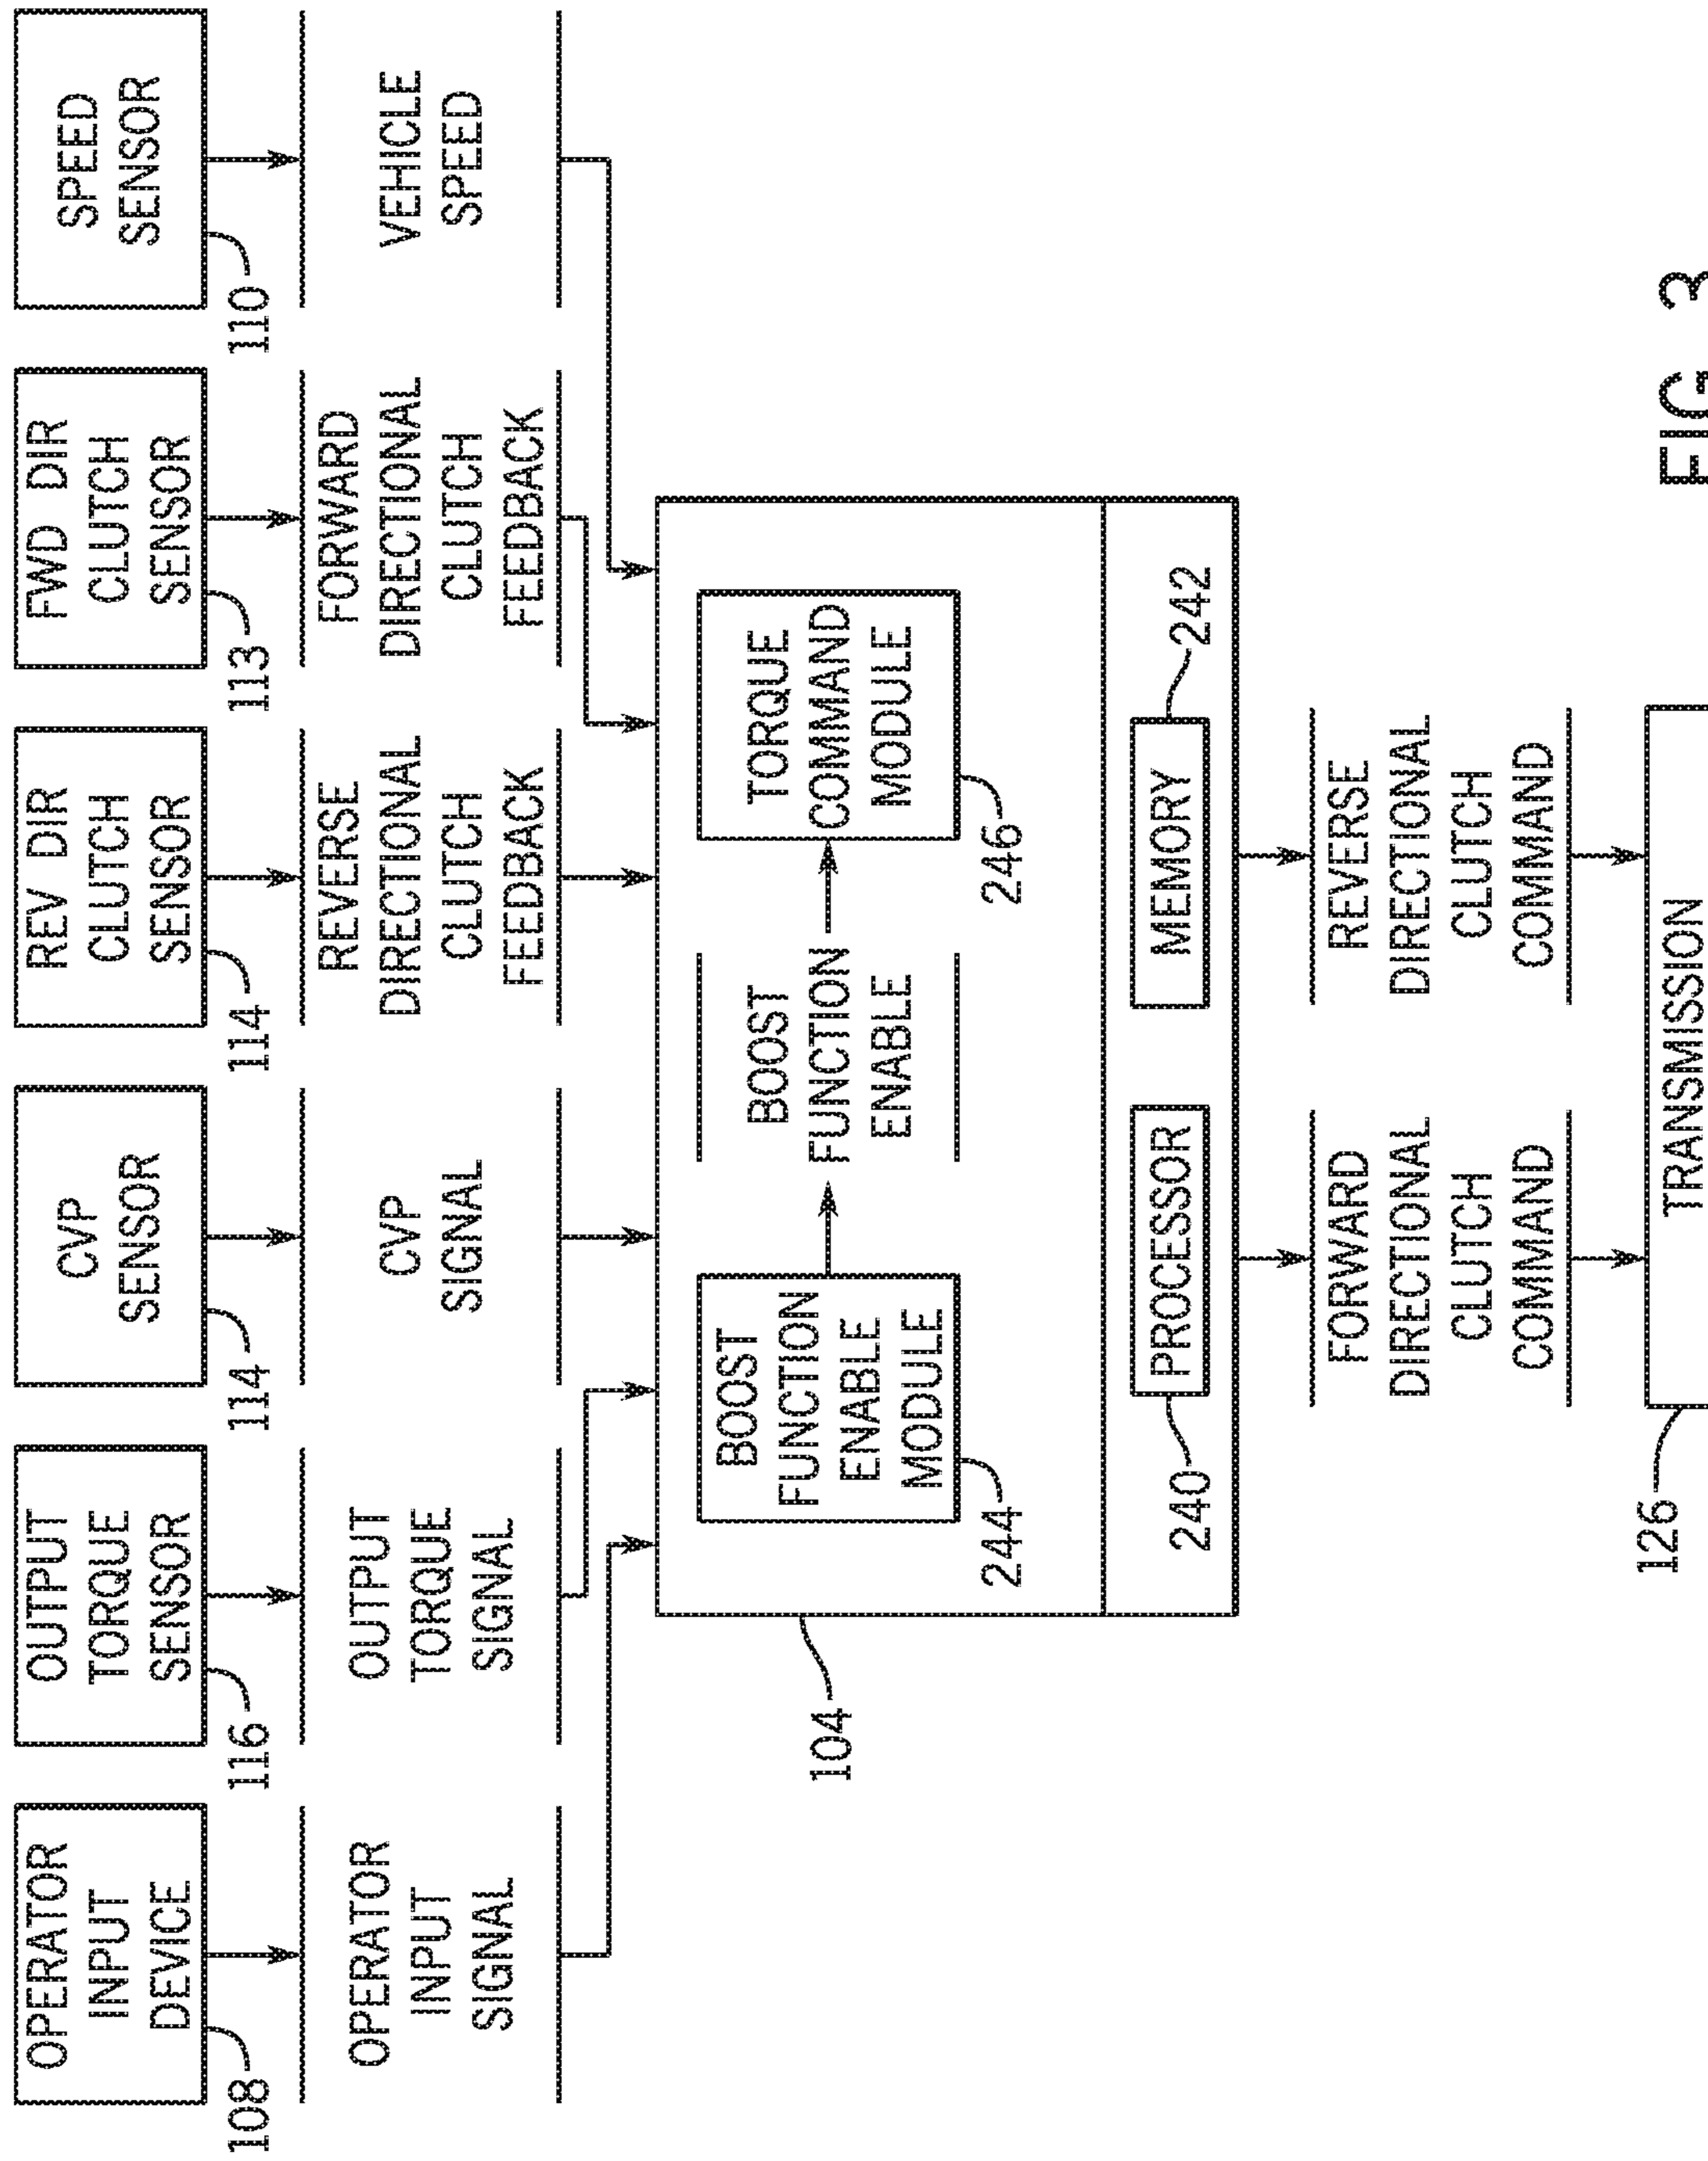 OPERATOR
INPUT
DEVICE
108
OUTPUT
TORQUE
SENSOR
116
CVP
SENSOR
114
REV DIR
CLUTCH
SENSOR
114
FWD DIR
CLUTCH
SENSOR
113
SPEED
SENSOR
110
OPERATOR
INPUT
SIGNAL
OUTPUT
TORQUE
SIGNAL
CVP
SIGNAL
REVERSE
DIRECTIONAL
CLUTCH
FEEDBACK
FORWARD
DIRECTIONAL
CLUTCH
FEEDBACK
VEHICLE
SPEED
104
BOOST
FUNCTION
ENABLE
MODULE
244
BOOST
FUNCTION
ENABLE
TORQUE
COMMAND
MODULE
246
240
PROCESSOR
MEMORY
242
FORWARD
DIRECTIONAL
CLUTCH
COMMAND
REVERSE
DIRECTIONAL
CLUTCH
COMMAND
126
TRANSMISSION
FIG 3